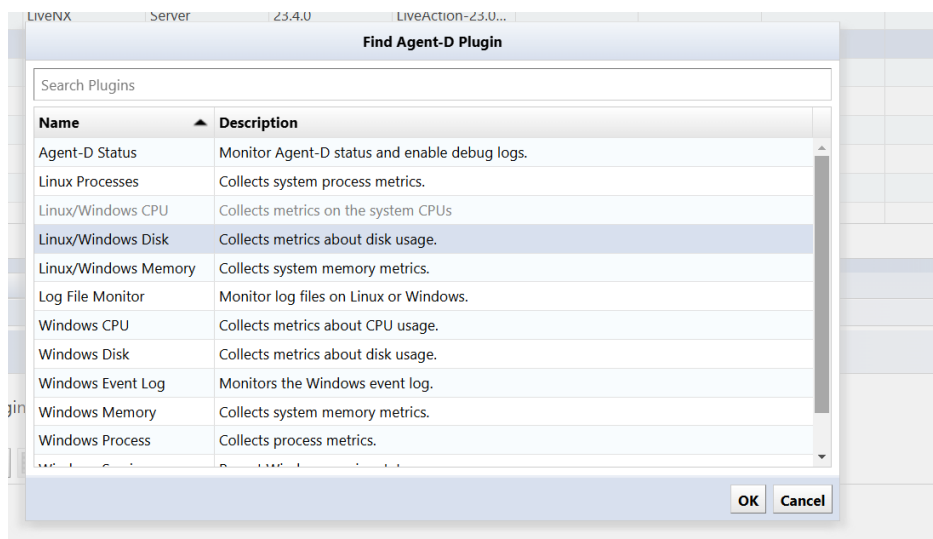 LiveNX Server 23.4.0 LiveAction-23.0...
Find Agent-D Plugin
Search Plugins
Name Description
Agent-D Status Monitor Agent-D status and enable debug logs.
Linux Processes Collects system process metrics.
Linux/Windows CPU Collects metrics on the system CPUs
Linux/Windows Disk Collects metrics about disk usage.
Linux/Windows Memory Collects system memory metrics.
Log File Monitor Monitor log files on Linux or Windows.
Windows CPU Collects metrics about CPU usage.
Windows Disk Collects metrics about disk usage.
Windows Event Log Monitors the Windows event log.
Windows Memory Collects system memory metrics.
Windows Process Collects process metrics.
OK Cancel